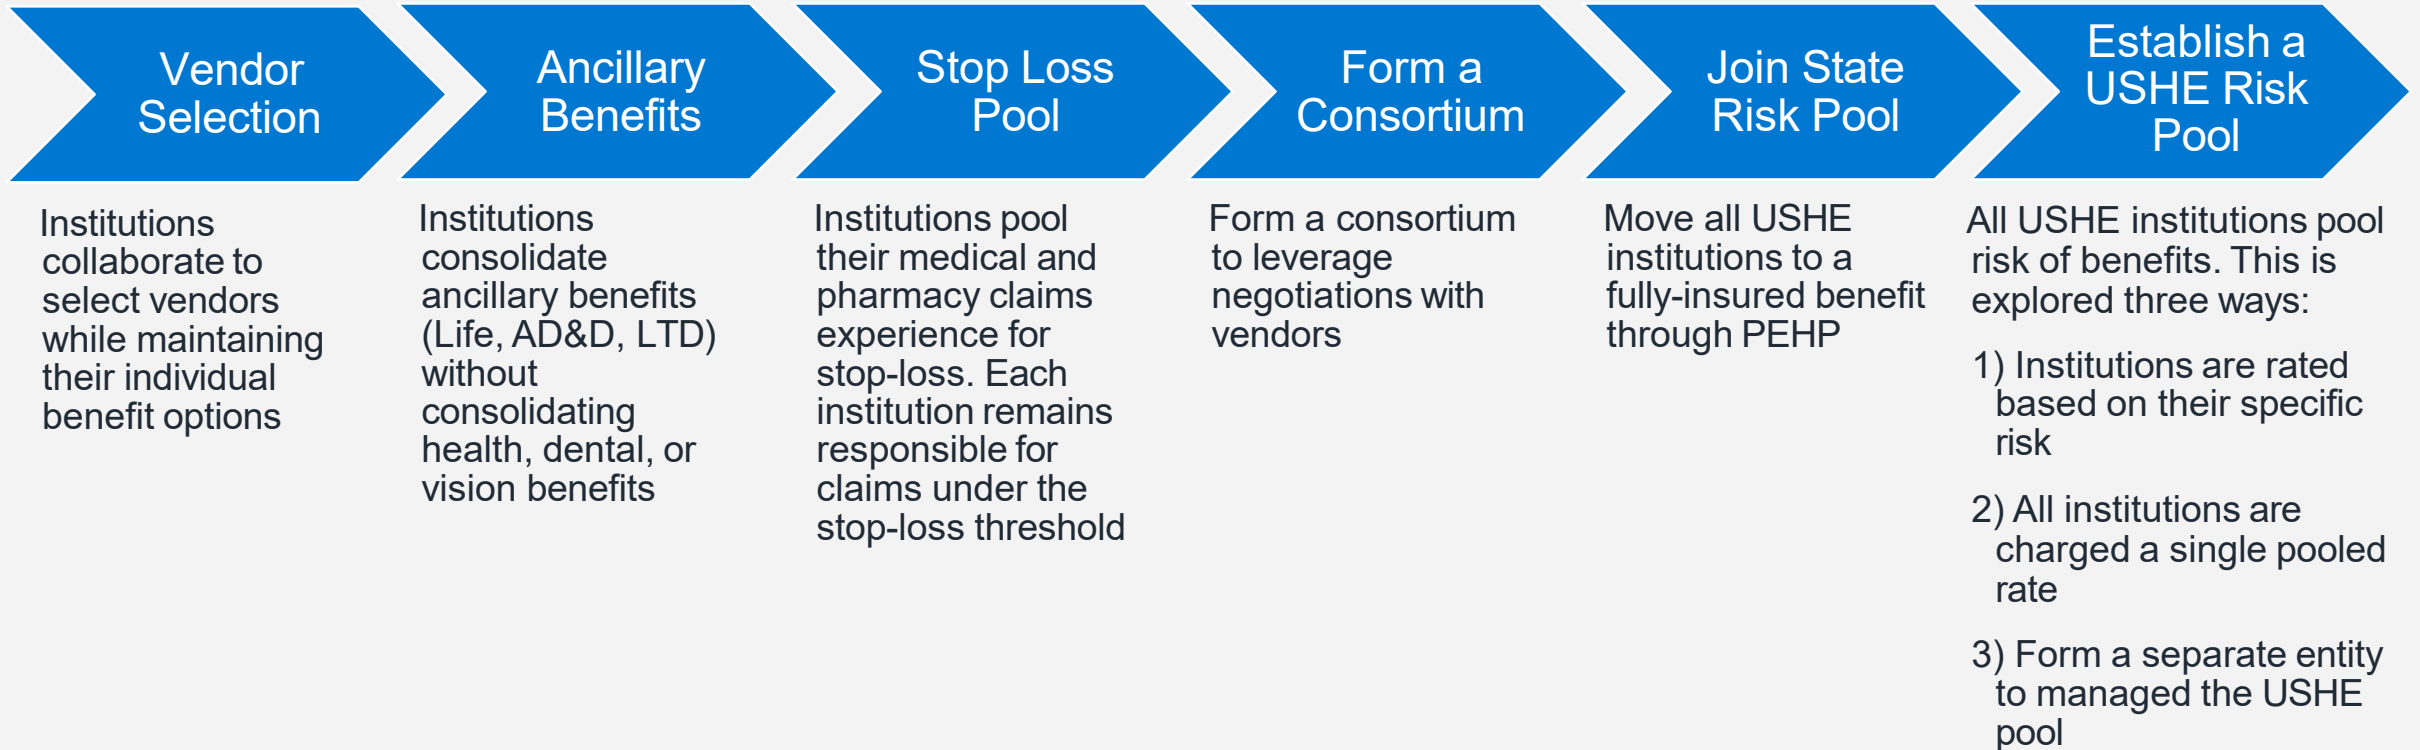 Vendor
Selection
Institutions
collaborate to
select vendors
while maintaining
their individual
benefit options
Ancillary
Benefits
Institutions
consolidate
ancillary benefits
(Life, AD&D, LTD)
without
consolidating
health, dental, or
vision benefits
Stop Loss
Pool
Institutions pool
their medical and
pharmacy claims
experience for
stop-loss. Each
institution remains
responsible for
claims under the
stop-loss threshold
Form a
Consortium
Form a consortium
to leverage
negotiations with
vendors
Join State
Risk Pool
Move all USHE
institutions to a
fully-insured benefit
through PEHP
Establish a
USHE Risk
Pool
All USHE institutions pool
risk of benefits. This is
explored three ways:
1) Institutions are rated
based on their specific
risk
2) All institutions are
charged a single pooled
rate
3) Form a separate entity
to managed the USHE
pool